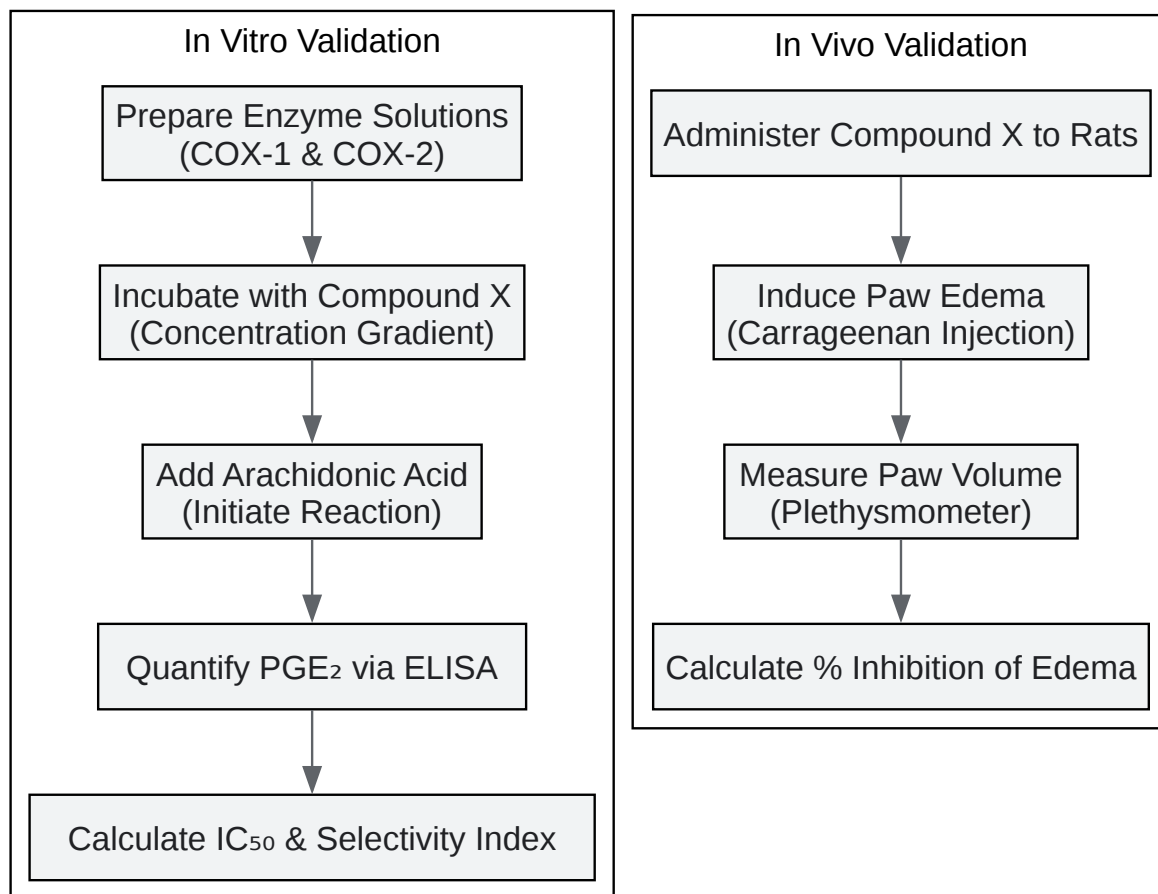 In Vitro Validation
Prepare Enzyme Solutions
(COX-1 & COX-2)
Incubate with Compound X
(Concentration Gradient)
Add Arachidonic Acid
(Initiate Reaction)
Quantify PGE₂ via ELISA
Calculate IC₅₀ & Selectivity Index
In Vivo Validation
Administer Compound X to Rats
Induce Paw Edema
(Carrageenan Injection)
Measure Paw Volume
(Plethysmometer)
Calculate % Inhibition of Edema